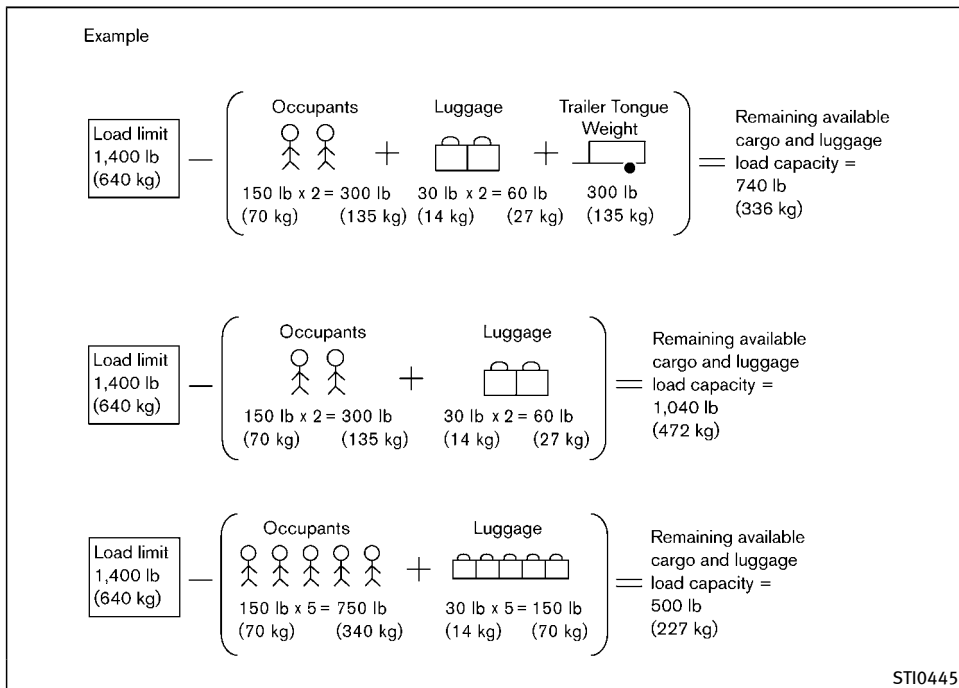 Example
Load limit
1,400 lb
(640 kg)
Occupants
150 lb x 2 = 300 lb
(70 kg) (135 kg)
Luggage
30 lb x 2 = 60 lb
(14 kg) (27 kg)
Trailer Tongue
Weight
300 lb
(135 kg)
Remaining available
cargo and luggage
load capacity =
740 lb
(336 kg)
Load limit
1,400 lb
(640 kg)
Occupants
150 lb x 2 = 300 lb
(70 kg) (135 kg)
Luggage
30 lb x 2 = 60 lb
(14 kg) (27 kg)
Remaining available
cargo and luggage
load capacity =
1,040 lb
(472 kg)
Load limit
1,400 lb
(640 kg)
Occupants
150 lb x 5 = 750 lb
(70 kg) (340 kg)
Luggage
30 lb x 5 = 150 lb
(14 kg) (70 kg)
Remaining available
cargo and luggage
load capacity =
500 lb
(227 kg)
STI0445